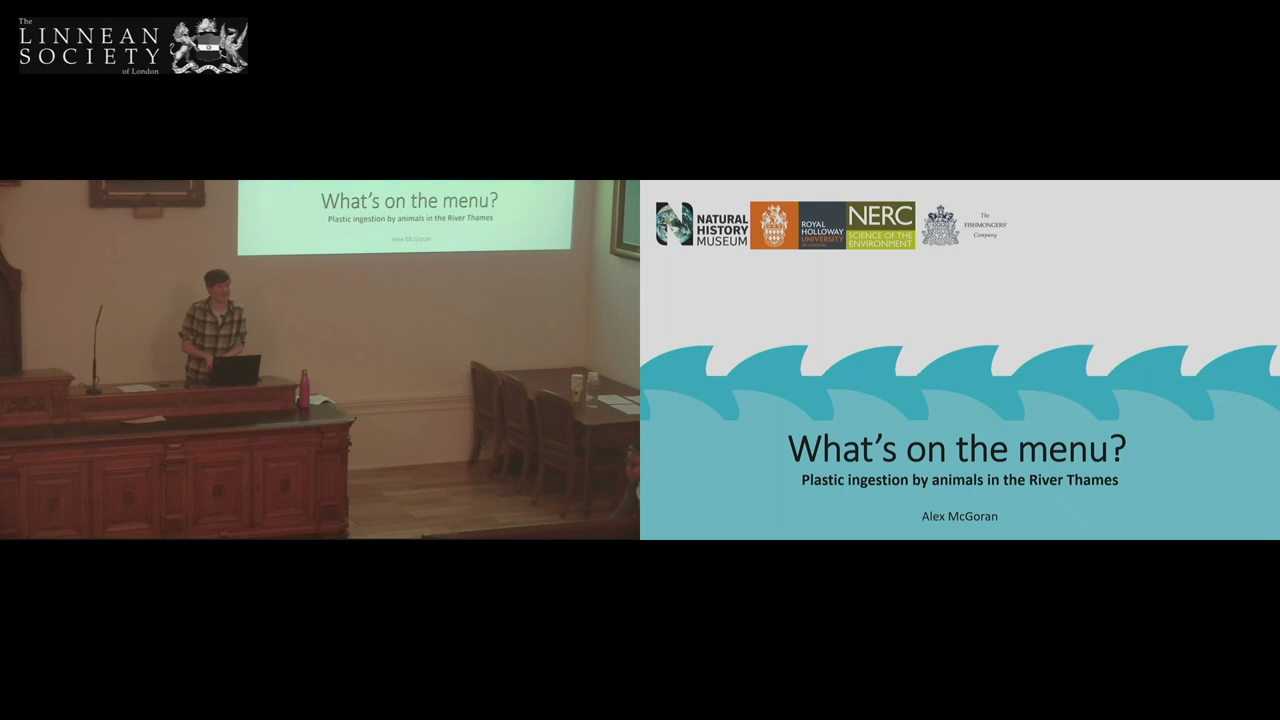 The
LINNEAN
SOCIETY
of London
What's on the menu?
Plastic ingestion by animals in the River Thames
Alex McGoran
NATURAL
HISTORY
MUSEUM
ROYAL
HOLLOWAY
UNIVERSITY
OF LONDON
NERC
SCIENCE OF THE
ENVIRONMENT
The
FISHMONGERS'
Company
What's on the menu?
Plastic ingestion by animals in the River Thames
Alex McGoran